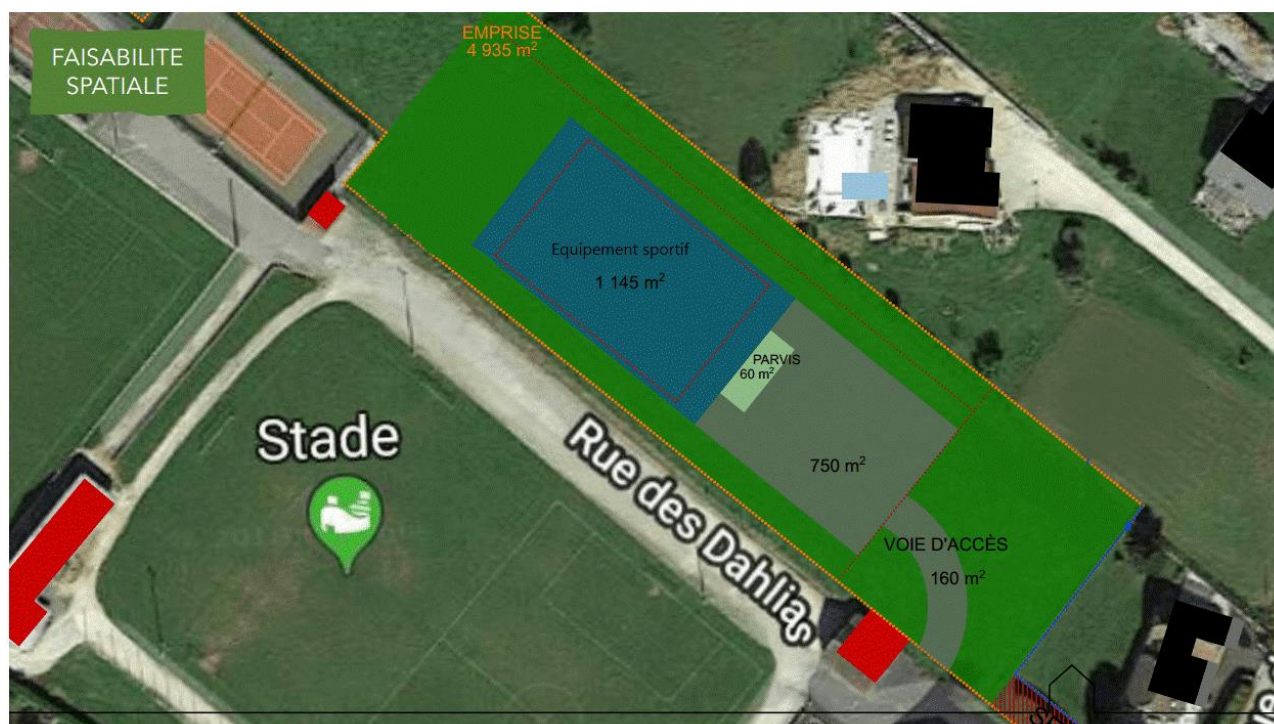 FAISABILITE
SPATIALE
EMPRISE
4 935 m²
Equipement sportif
1 145 m²
PARVIS
60 m²
Stade
Rue des Dahlias
750 m²
VOIE D'ACCÈS
160 m²